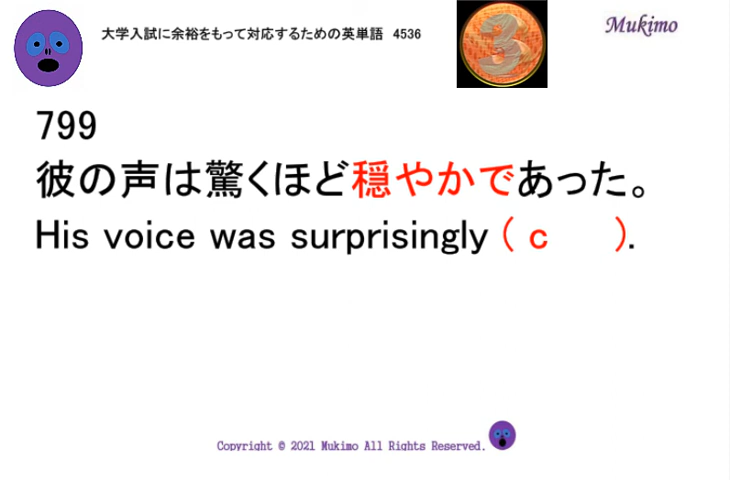 大学入試に余裕をもって対応するための英単語 4536
3
Mukimo
799
彼の声は驚くほど穏やかであった。
His voice was surprisingly ( c ).
Copyright © 2021 Mukimo All Rights Reserved.